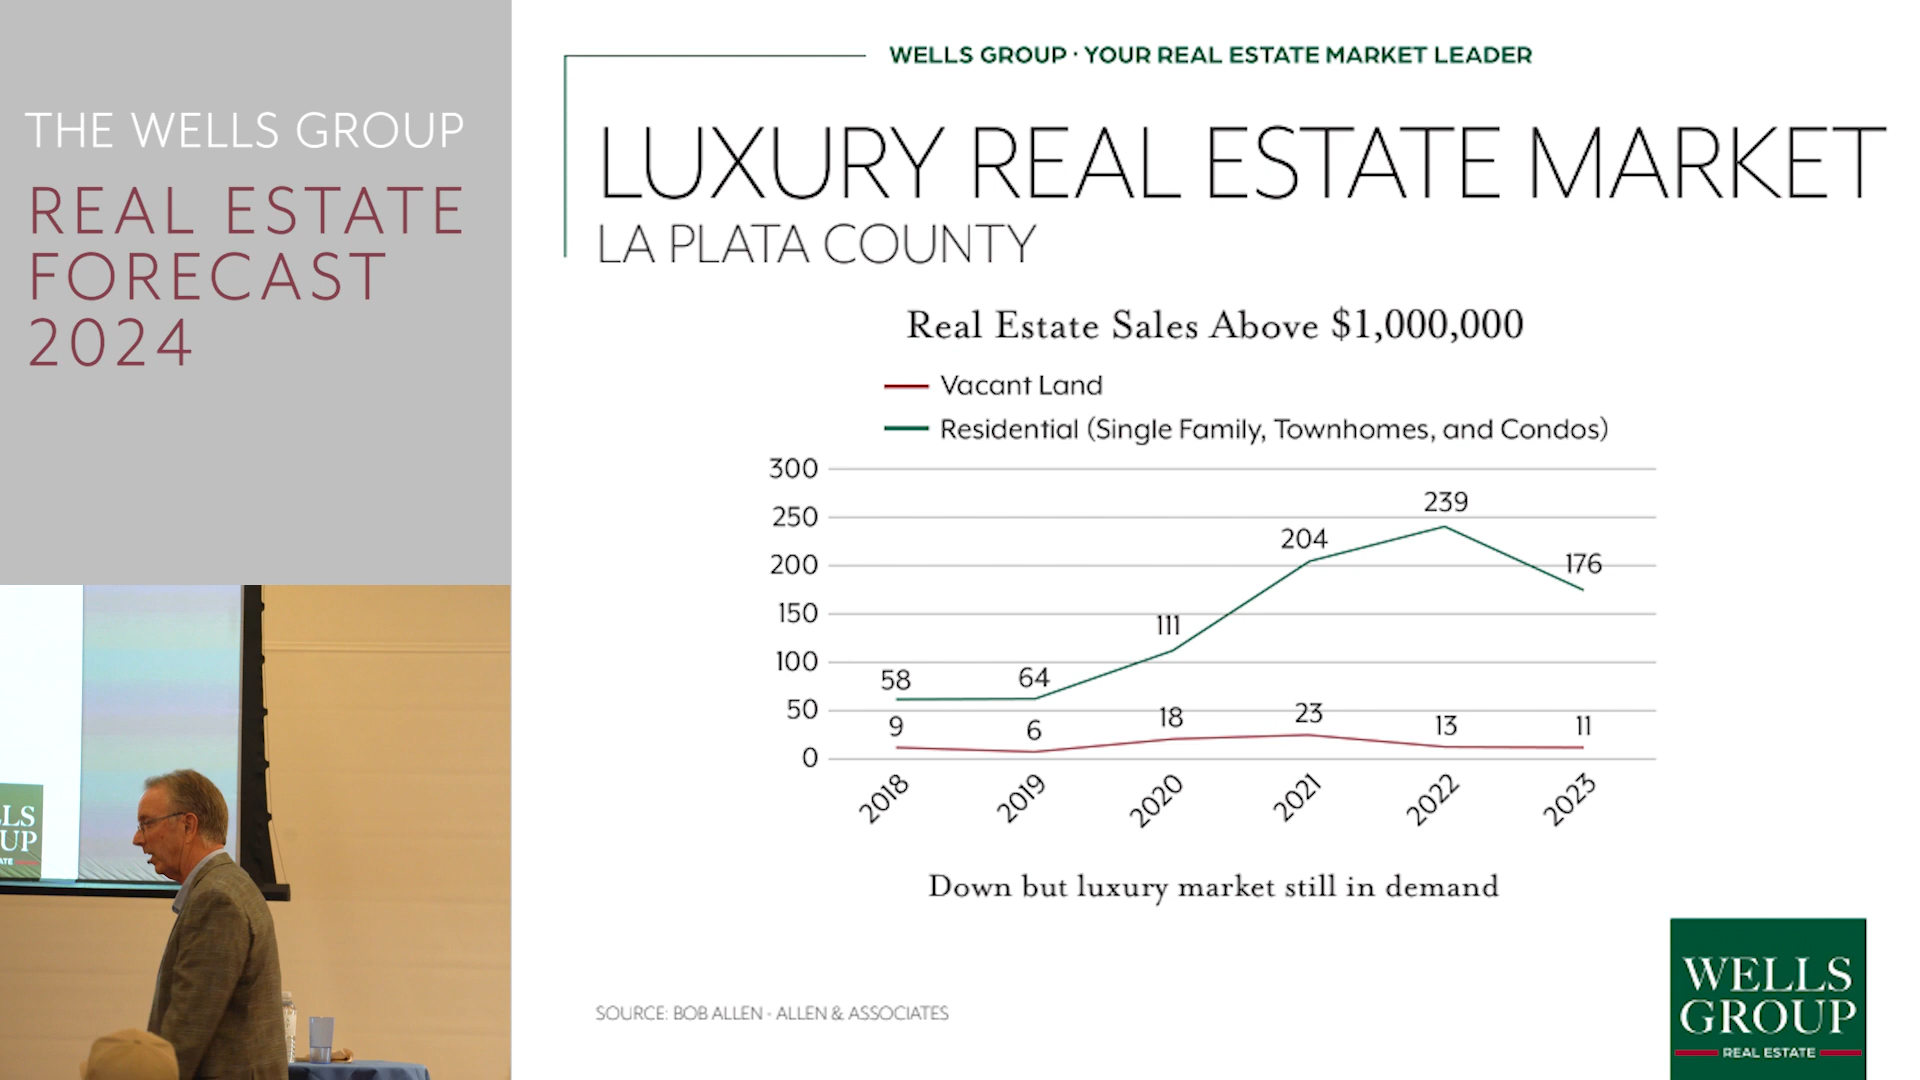 THE WELLS GROUP
REAL ESTATE
FORECAST
2024
WELLS GROUP · YOUR REAL ESTATE MARKET LEADER
LUXURY REAL ESTATE MARKET
LA PLATA COUNTY
Real Estate Sales Above $1,000,000
Vacant Land
Residential (Single Family, Townhomes, and Condos)
300
250
200
150
100
50
0
58
64
111
204
239
176
9
6
18
23
13
11
2018
2019
2020
2021
2022
2023
Down but luxury market still in demand
SOURCE: BOB ALLEN - ALLEN & ASSOCIATES
WELLS
GROUP
REAL ESTATE
LLS
UP
ATE